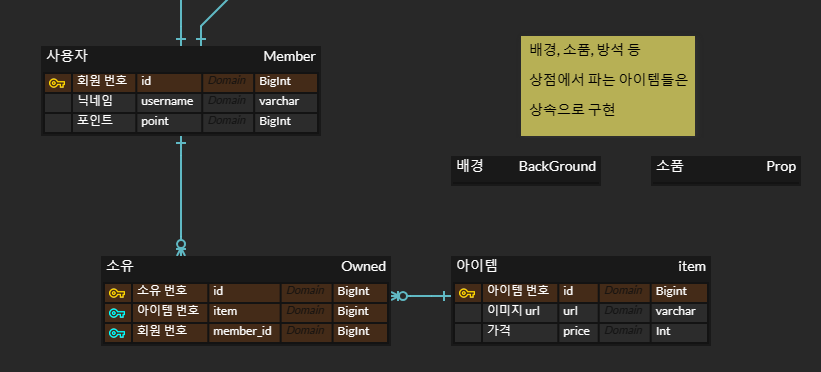 사용자 Member
회원 번호 id Domain BigInt
닉네임 username Domain varchar
포인트 point Domain BigInt
배경, 소품, 방석 등
상점에서 파는 아이템들은
상속으로 구현
배경 BackGround
소품 Prop
소유 Owned
소유 번호 id Domain BigInt
아이템 번호 item Domain BigInt
회원 번호 member_id Domain BigInt
아이템 item
아이템 번호 id Domain Bigint
이미지 url url Domain varchar
가격 price Domain Int